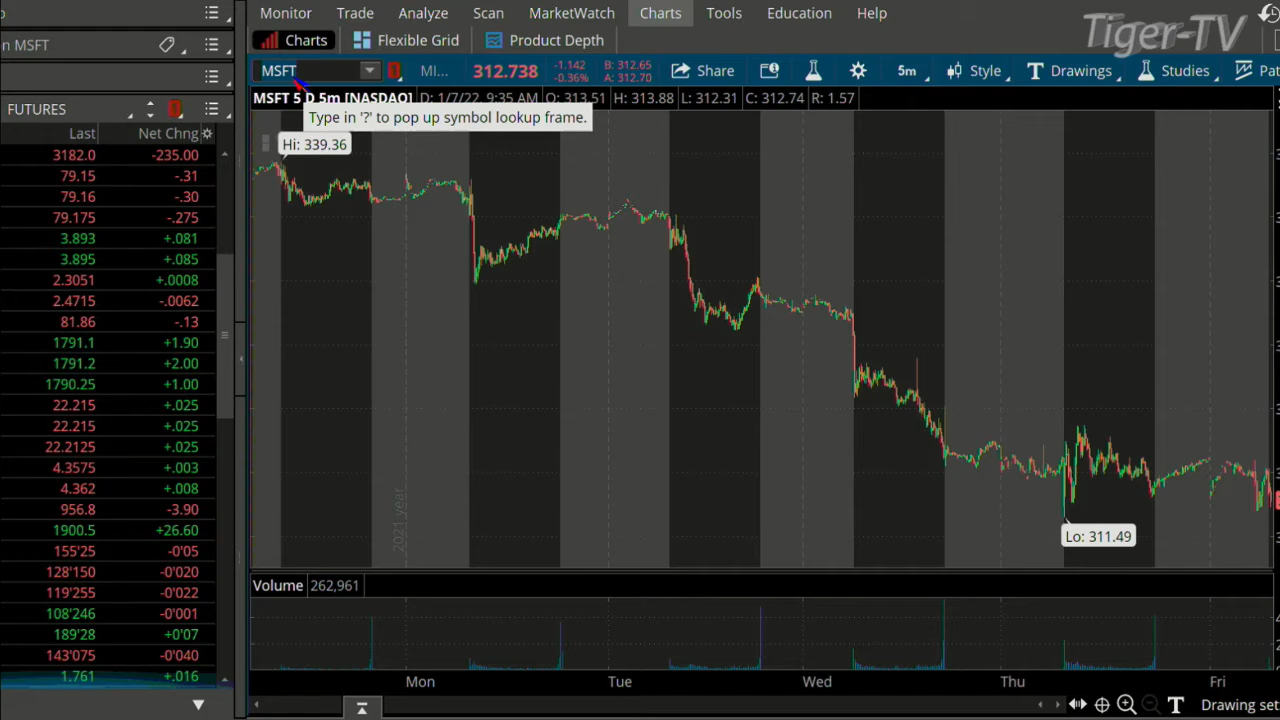 Monitor Trade Analyze Scan MarketWatch Charts Tools Education Help
Tiger-TV
n MSFT
Charts Flexible Grid Product Depth
MSFT MI... 312.738 -1.142 B: 312.65 Share 5m Style Drawings Studies Pat
-0.36% A: 312.70
FUTURES
MSFT 5 D 5m [NASDAQ] D: 1/7/22, 9:35 AM O: 313.51 H: 313.88 L: 312.31 C: 312.74 R: 1.57
Type in '?' to pop up symbol lookup frame.
Last Net Chng
Hi: 339.36
3182.0 -235.00
79.15 -.31
79.16 -.30
79.175 -.275
3.893 +.081
3.895 +.085
2.3051 +.0008
2.4715 -.0062
81.86 -.13
1791.1 +1.90
1791.2 +2.00
1790.25 +1.00
22.215 +.025
22.215 +.025
22.2125 +.025
4.3575 +.003
4.362 +.008
956.8 -3.90
1900.5 +26.60
155'25 -0'05
128'150 -0'020
119'255 -0'022
108'246 -0'001
189'28 +0'07
143'075 -0'040
1.761 +.016
2021 year
Lo: 311.49
Volume 262,961
Mon Tue Wed Thu Fri
Drawing set